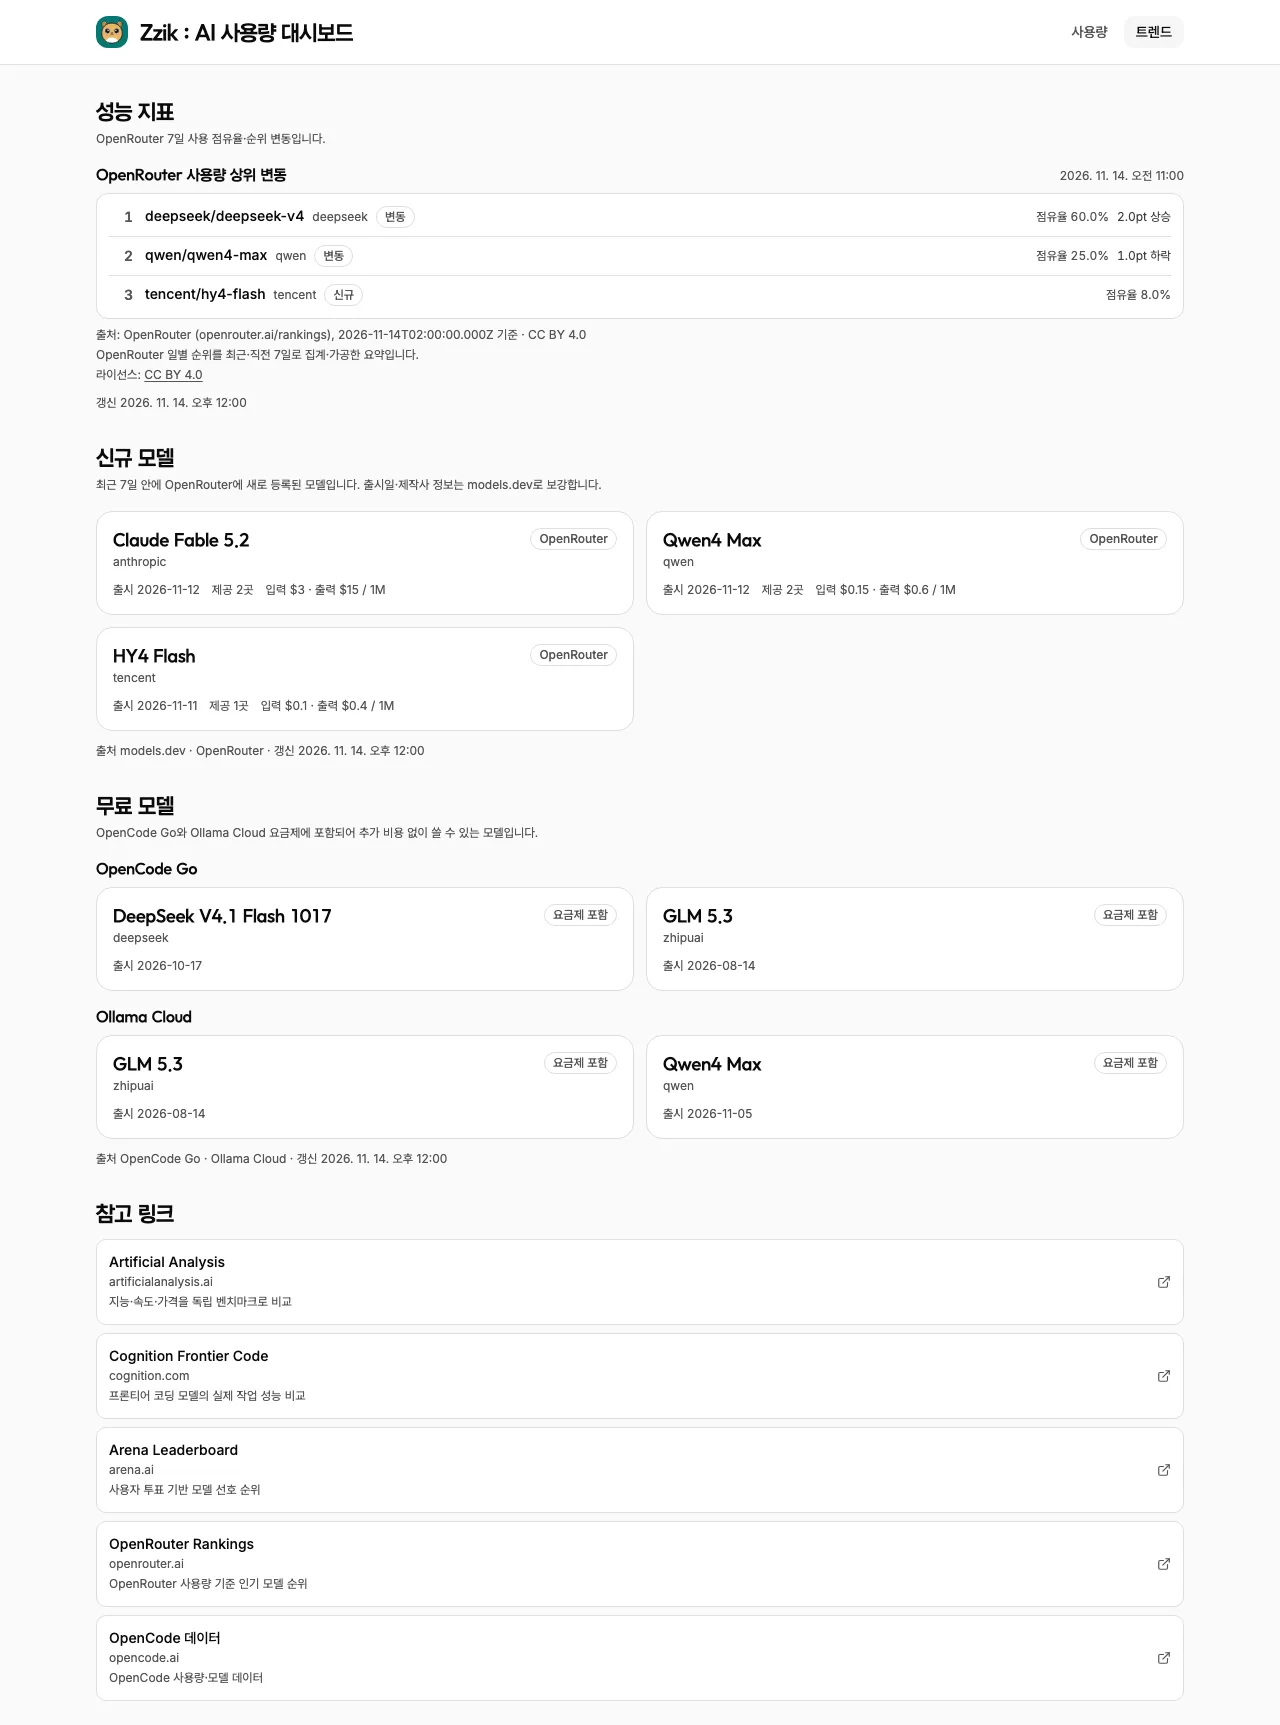 Zzik : AI 사용량 대시보드
사용량
트렌드
성능 지표
OpenRouter 7일 사용 점유율·순위 변동입니다.
OpenRouter 사용량 상위 변동
2026. 11. 14. 오전 11:00
1 deepseek/deepseek-v4 deepseek 변동 점유율 60.0% 2.0pt 상승
2 qwen/qwen4-max qwen 변동 점유율 25.0% 1.0pt 하락
3 tencent/hy4-flash tencent 신규 점유율 8.0%
출처: OpenRouter (openrouter.ai/rankings), 2026-11-14T02:00:00.000Z 기준 · CC BY 4.0
OpenRouter 일별 순위를 최근·직전 7일로 집계·가공한 요약입니다.
라이선스: CC BY 4.0
갱신 2026. 11. 14. 오후 12:00
신규 모델
최근 7일 안에 OpenRouter에 새로 등록된 모델입니다. 출시일·제작사 정보는 models.dev로 보강합니다.
Claude Fable 5.2
OpenRouter
anthropic
출시 2026-11-12 제공 2곳 입력 $3 · 출력 $15 / 1M
Qwen4 Max
OpenRouter
qwen
출시 2026-11-12 제공 2곳 입력 $0.15 · 출력 $0.6 / 1M
HY4 Flash
OpenRouter
tencent
출시 2026-11-11 제공 1곳 입력 $0.1 · 출력 $0.4 / 1M
출처 models.dev · OpenRouter · 갱신 2026. 11. 14. 오후 12:00
무료 모델
OpenCode Go와 Ollama Cloud 요금제에 포함되어 추가 비용 없이 쓸 수 있는 모델입니다.
OpenCode Go
DeepSeek V4.1 Flash 1017
요금제 포함
deepseek
출시 2026-10-17
GLM 5.3
요금제 포함
zhipuai
출시 2026-08-14
Ollama Cloud
GLM 5.3
요금제 포함
zhipuai
출시 2026-08-14
Qwen4 Max
요금제 포함
qwen
출시 2026-11-05
출처 OpenCode Go · Ollama Cloud · 갱신 2026. 11. 14. 오후 12:00
참고 링크
Artificial Analysis
artificialanalysis.ai
지능·속도·가격을 독립 벤치마크로 비교
Cognition Frontier Code
cognition.com
프론티어 코딩 모델의 실제 작업 성능 비교
Arena Leaderboard
arena.ai
사용자 투표 기반 모델 선호 순위
OpenRouter Rankings
openrouter.ai
OpenRouter 사용량 기준 인기 모델 순위
OpenCode 데이터
opencode.ai
OpenCode 사용량·모델 데이터